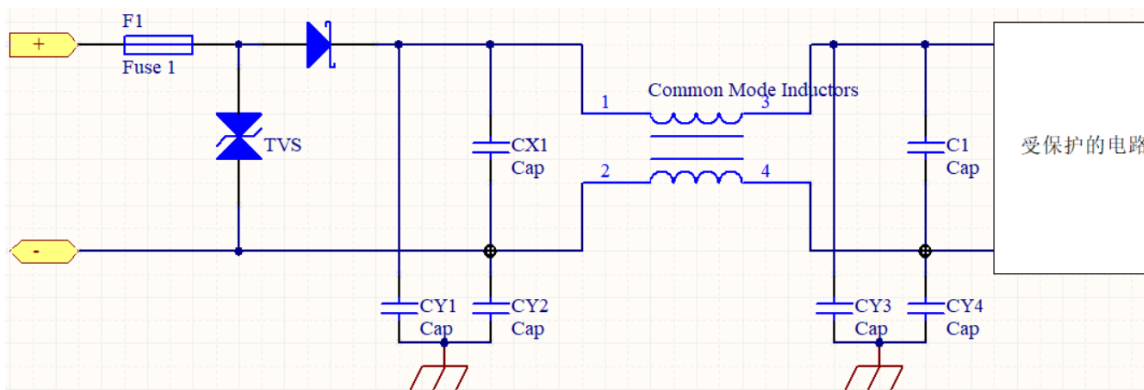 F1
+
Fuse 1
Common Mode Inductors
1
3
TVS
CX1
Cap
C1
Cap
受保护的电路
2
4
-
CY1
Cap
CY2
Cap
CY3
Cap
CY4
Cap